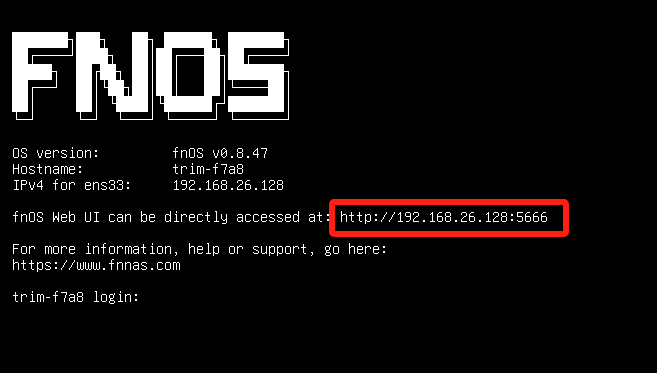 FNOS
OS version: fnOS v0.8.47
Hostname: trim-f7a8
IPv4 for ens33: 192.168.26.128
fnOS Web UI can be directly accessed at: http://192.168.26.128:5666
For more information, help or support, go here:
https://www.fnnas.com
trim-f7a8 login: